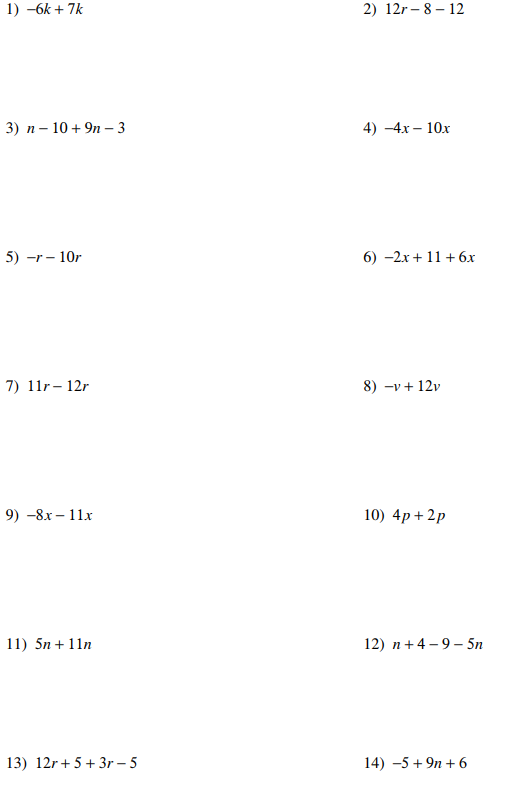 1) −6k + 7k
2) 12r − 8 − 12
3) n − 10 + 9n − 3
4) −4x − 10x
5) −r − 10r
6) −2x + 11 + 6x
7) 11r − 12r
8) −v + 12v
9) −8x − 11x
10) 4p + 2p
11) 5n + 11n
12) n + 4 − 9 − 5n
13) 12r + 5 + 3r − 5
14) −5 + 9n + 6